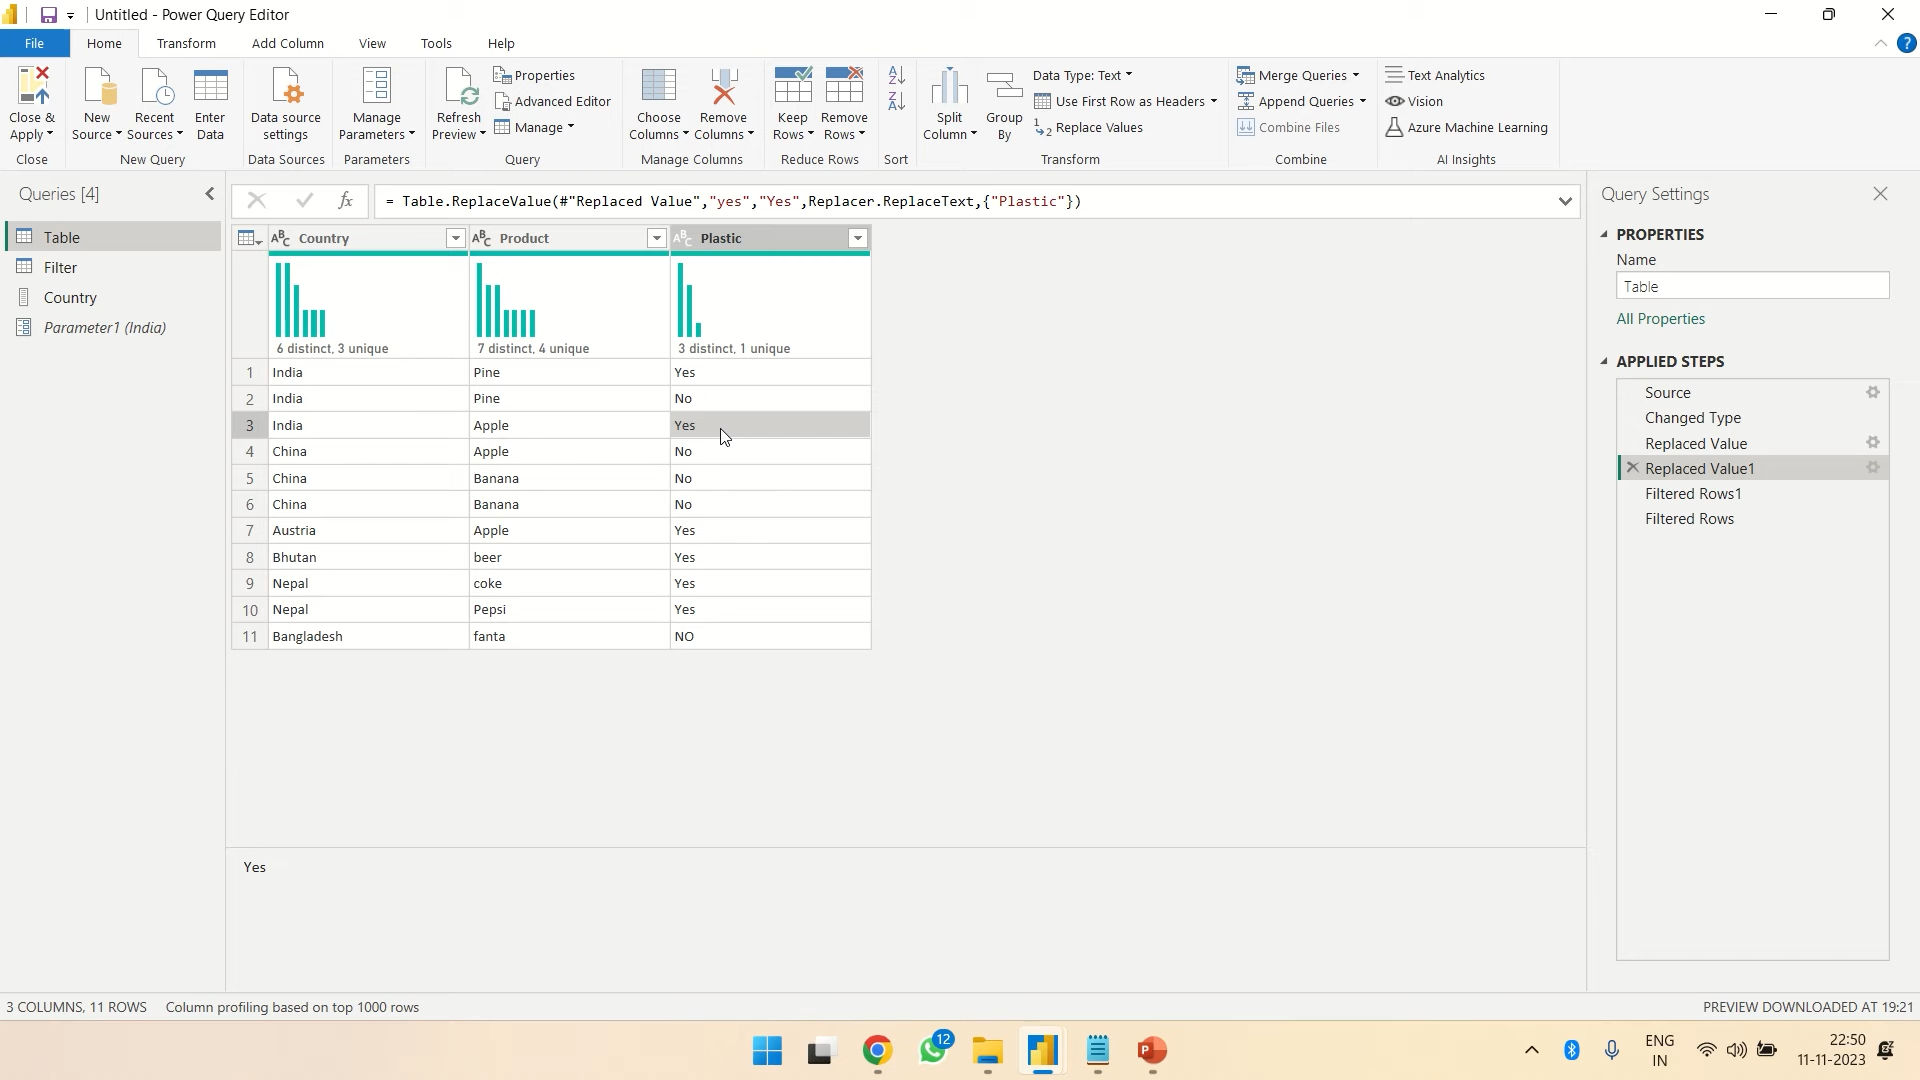 Untitled - Power Query Editor
File Home Transform Add Column View Tools Help
Close & Apply
Close
New Source
Recent Sources
Enter Data
New Query
Data source settings
Data Sources
Manage Parameters
Parameters
Refresh Preview
Properties
Advanced Editor
Manage
Query
Choose Columns
Remove Columns
Manage Columns
Keep Rows
Remove Rows
Reduce Rows
A Z
Z A
Sort
Split Column
Group By
Data Type: Text
Use First Row as Headers
1 2 Replace Values
Transform
Merge Queries
Append Queries
Combine Files
Combine
Text Analytics
Vision
Azure Machine Learning
AI Insights
?
Queries [4]
Table
Filter
Country
Parameter1 (India)
fx = Table.ReplaceValue(#"Replaced Value","yes","Yes",Replacer.ReplaceText,{"Plastic"})
ABC Country ABC Product ABC Plastic
6 distinct, 3 unique 7 distinct, 4 unique 3 distinct, 1 unique
1 India Pine Yes
2 India Pine No
3 India Apple Yes
4 China Apple No
5 China Banana No
6 China Banana No
7 Austria Apple Yes
8 Bhutan beer Yes
9 Nepal coke Yes
10 Nepal Pepsi Yes
11 Bangladesh fanta NO
Yes
Query Settings
PROPERTIES
Name
Table
All Properties
APPLIED STEPS
Source
Changed Type
Replaced Value
Replaced Value1
Filtered Rows1
Filtered Rows
3 COLUMNS, 11 ROWS Column profiling based on top 1000 rows PREVIEW DOWNLOADED AT 19:21
12
P
ENG
IN
22:50
11-11-2023